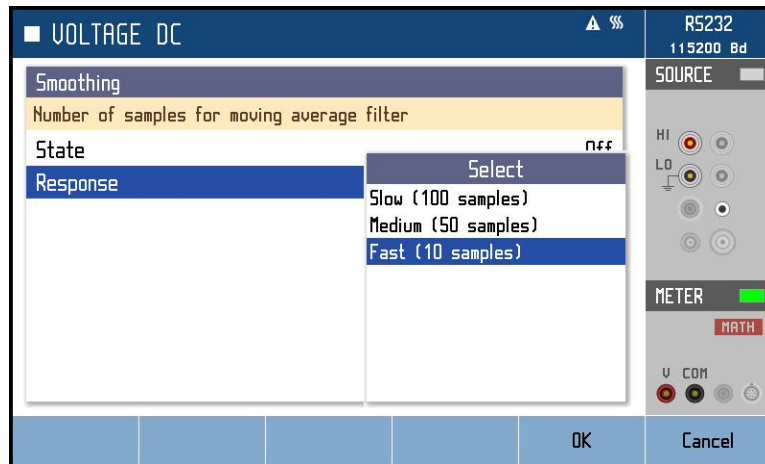 VOLTAGE DC
RS232
115200 Bd
Smoothing
Number of samples for moving average filter
State
Off
Response
Select
Slow (100 samples)
Medium (50 samples)
Fast (10 samples)
SOURCE
HI
LO
METER
MATH
V COM
OK
Cancel